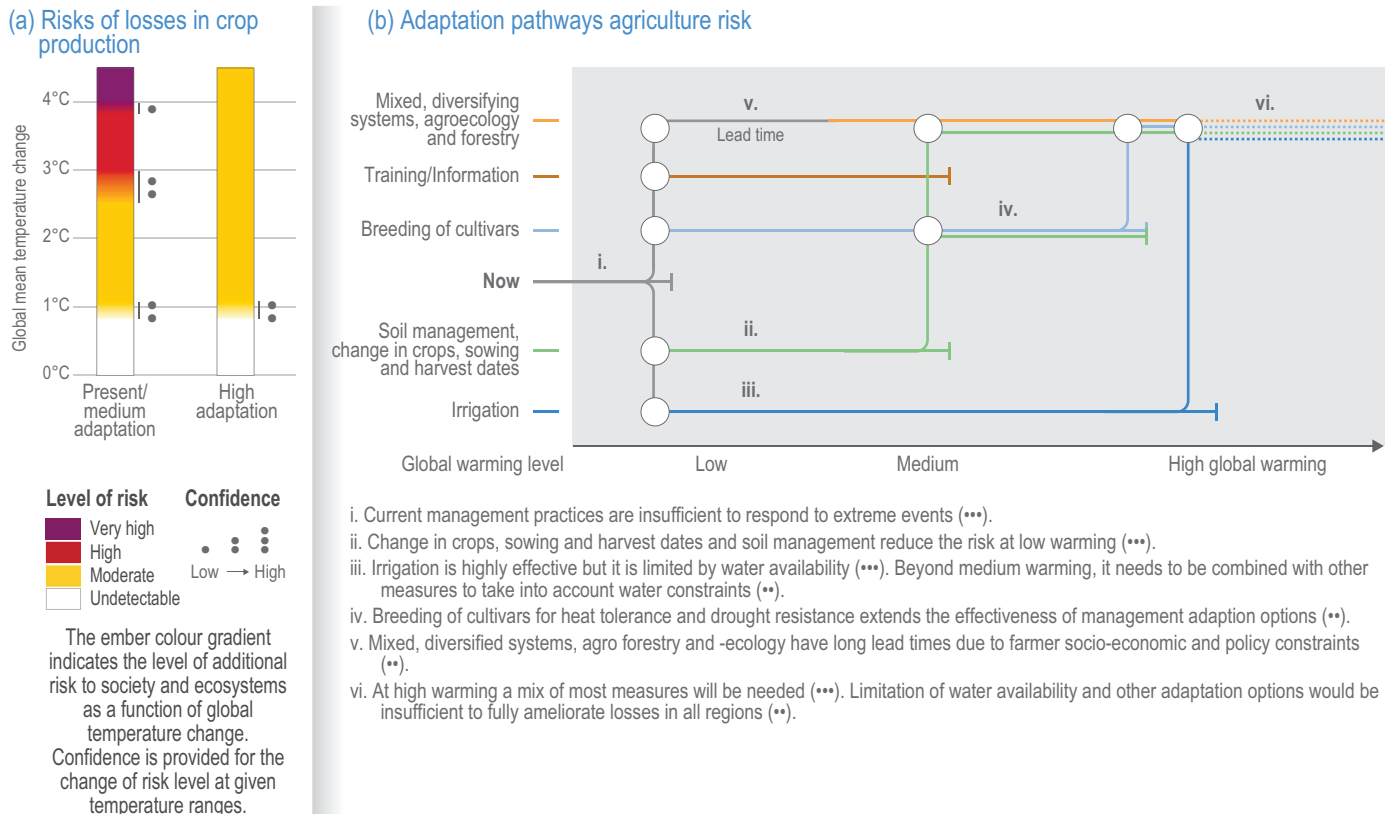 (a) Risks of losses in crop
production
Global mean temperature change
4°C
3°C
2°C
1°C
0°C
Present/
medium
adaptation
High
adaptation
Level of risk
Very high
High
Moderate
Undetectable
Confidence
Low → High
The ember colour gradient
indicates the level of additional
risk to society and ecosystems
as a function of global
temperature change.
Confidence is provided for the
change of risk level at given
temperature ranges.
(b) Adaptation pathways agriculture risk
Mixed, diversifying
systems, agroecology
and forestry
Training/Information
Breeding of cultivars
Now
Soil management,
change in crops, sowing
and harvest dates
Irrigation
v.
Lead time
vi.
iv.
i.
ii.
iii.
Global warming level
Low
Medium
High global warming
i. Current management practices are insufficient to respond to extreme events (•••).
ii. Change in crops, sowing and harvest dates and soil management reduce the risk at low warming (•••).
iii. Irrigation is highly effective but it is limited by water availability (•••). Beyond medium warming, it needs to be combined with other
measures to take into account water constraints (••).
iv. Breeding of cultivars for heat tolerance and drought resistance extends the effectiveness of management adaption options (••).
v. Mixed, diversified systems, agro forestry and -ecology have long lead times due to farmer socio-economic and policy constraints
(••).
vi. At high warming a mix of most measures will be needed (•••). Limitation of water availability and other adaptation options would be
insufficient to fully ameliorate losses in all regions (••).